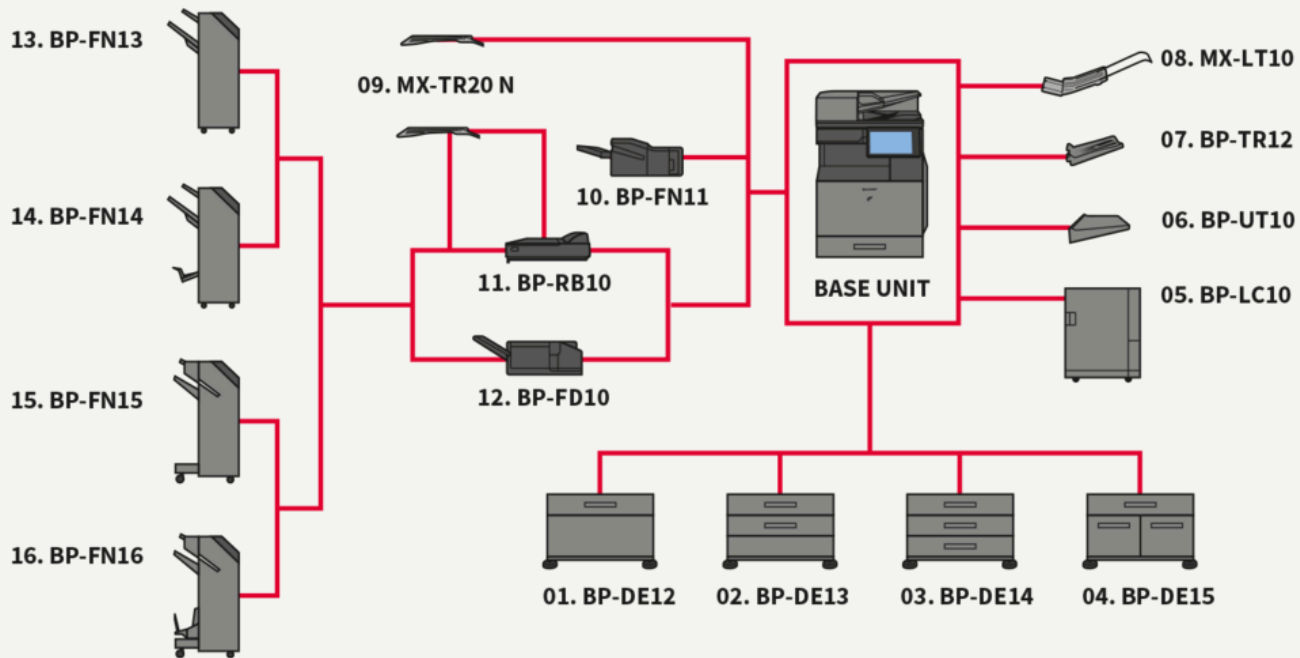 13. BP-FN13
09. MX-TR20 N
08. MX-LT10
07. BP-TR12
14. BP-FN14
10. BP-FN11
06. BP-UT10
11. BP-RB10
BASE UNIT
05. BP-LC10
15. BP-FN15
12. BP-FD10
16. BP-FN16
01. BP-DE12
02. BP-DE13
03. BP-DE14
04. BP-DE15